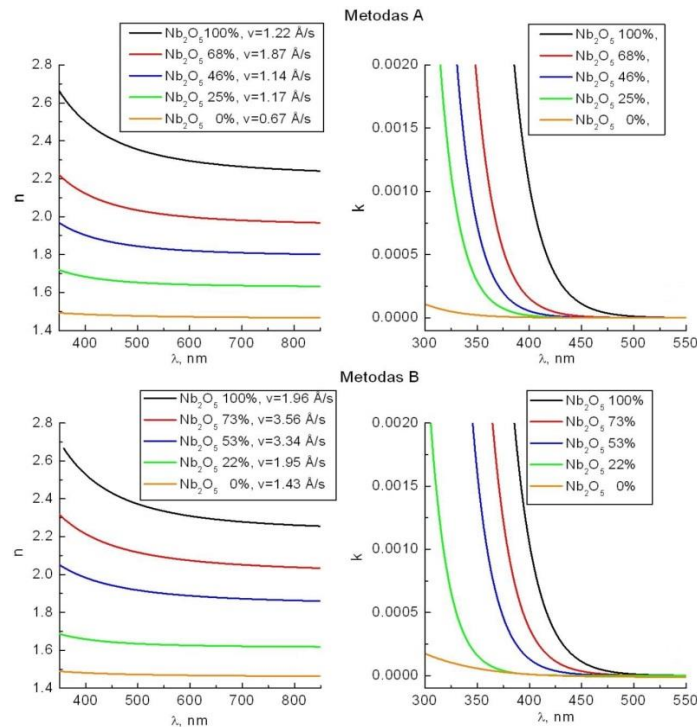 Metodas A
Nb₂O₅ 100%, v=1.22 Å/s
Nb₂O₅ 68%, v=1.87 Å/s
Nb₂O₅ 46%, v=1.14 Å/s
Nb₂O₅ 25%, v=1.17 Å/s
Nb₂O₅ 0%, v=0.67 Å/s
n
2.8
2.6
2.4
2.2
2.0
1.8
1.6
1.4
400 500 600 700 800
λ, nm
Nb₂O₅ 100%,
Nb₂O₅ 68%,
Nb₂O₅ 46%,
Nb₂O₅ 25%,
Nb₂O₅ 0%,
k
0.0020
0.0015
0.0010
0.0005
0.0000
300 350 400 450 500 550
λ, nm
Metodas B
Nb₂O₅ 100%, v=1.96 Å/s
Nb₂O₅ 73%, v=3.56 Å/s
Nb₂O₅ 53%, v=3.34 Å/s
Nb₂O₅ 22%, v=1.95 Å/s
Nb₂O₅ 0%, v=1.43 Å/s
n
2.8
2.6
2.4
2.2
2.0
1.8
1.6
1.4
400 500 600 700 800
λ, nm
Nb₂O₅ 100%
Nb₂O₅ 73%
Nb₂O₅ 53%
Nb₂O₅ 22%
Nb₂O₅ 0%
k
0.0020
0.0015
0.0010
0.0005
0.0000
300 350 400 450 500 550
λ, nm